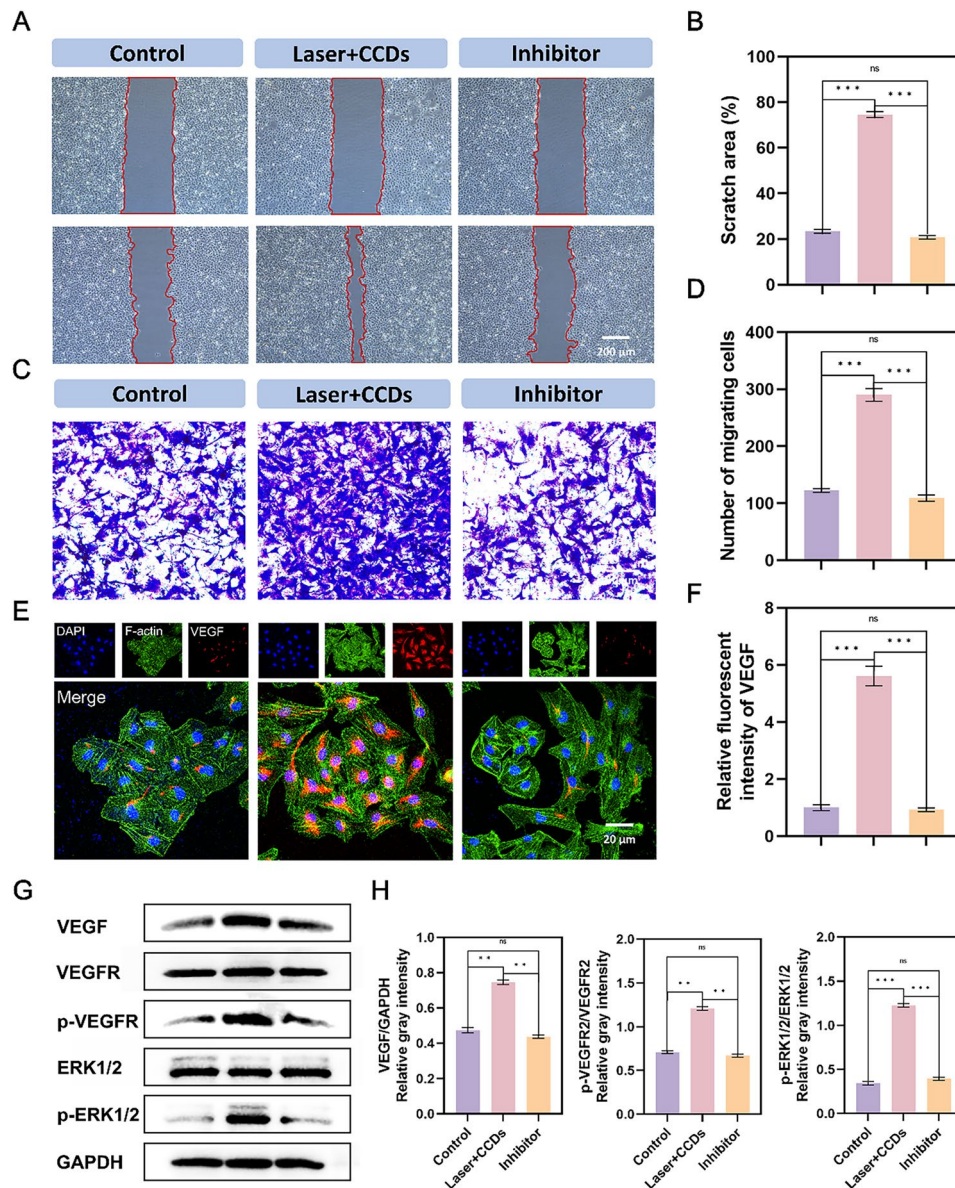 A
Control
Laser+CCDs
Inhibitor
200 μm
B
Scratch area (%)
100
80
60
40
20
0
ns
* * *
* * *
C
Control
Laser+CCDs
Inhibitor
D
Number of migrating cells
400
300
200
100
0
ns
* * *
* * *
E
DAPI
F-actin
VEGF
Merge
20 μm
F
Relative fluorescent
intensity of VEGF
8
6
4
2
0
ns
* * *
* * *
G
VEGF
VEGFR
p-VEGFR
ERK1/2
p-ERK1/2
GAPDH
H
VEGF/GAPDH
Relative gray intensity
1.0
0.8
0.6
0.4
0.2
0.0
ns
* *
* *
Control
Laser+CCDs
Inhibitor
p-VEGFR2/VEGFR2
Relative gray intensity
2.0
1.5
1.0
0.5
0.0
ns
* *
* *
Control
Laser+CCDs
Inhibitor
p-ERK1/2/ERK1/2
Relative gray intensity
2.0
1.5
1.0
0.5
0.0
ns
* * *
* * *
Control
Laser+CCDs
Inhibitor